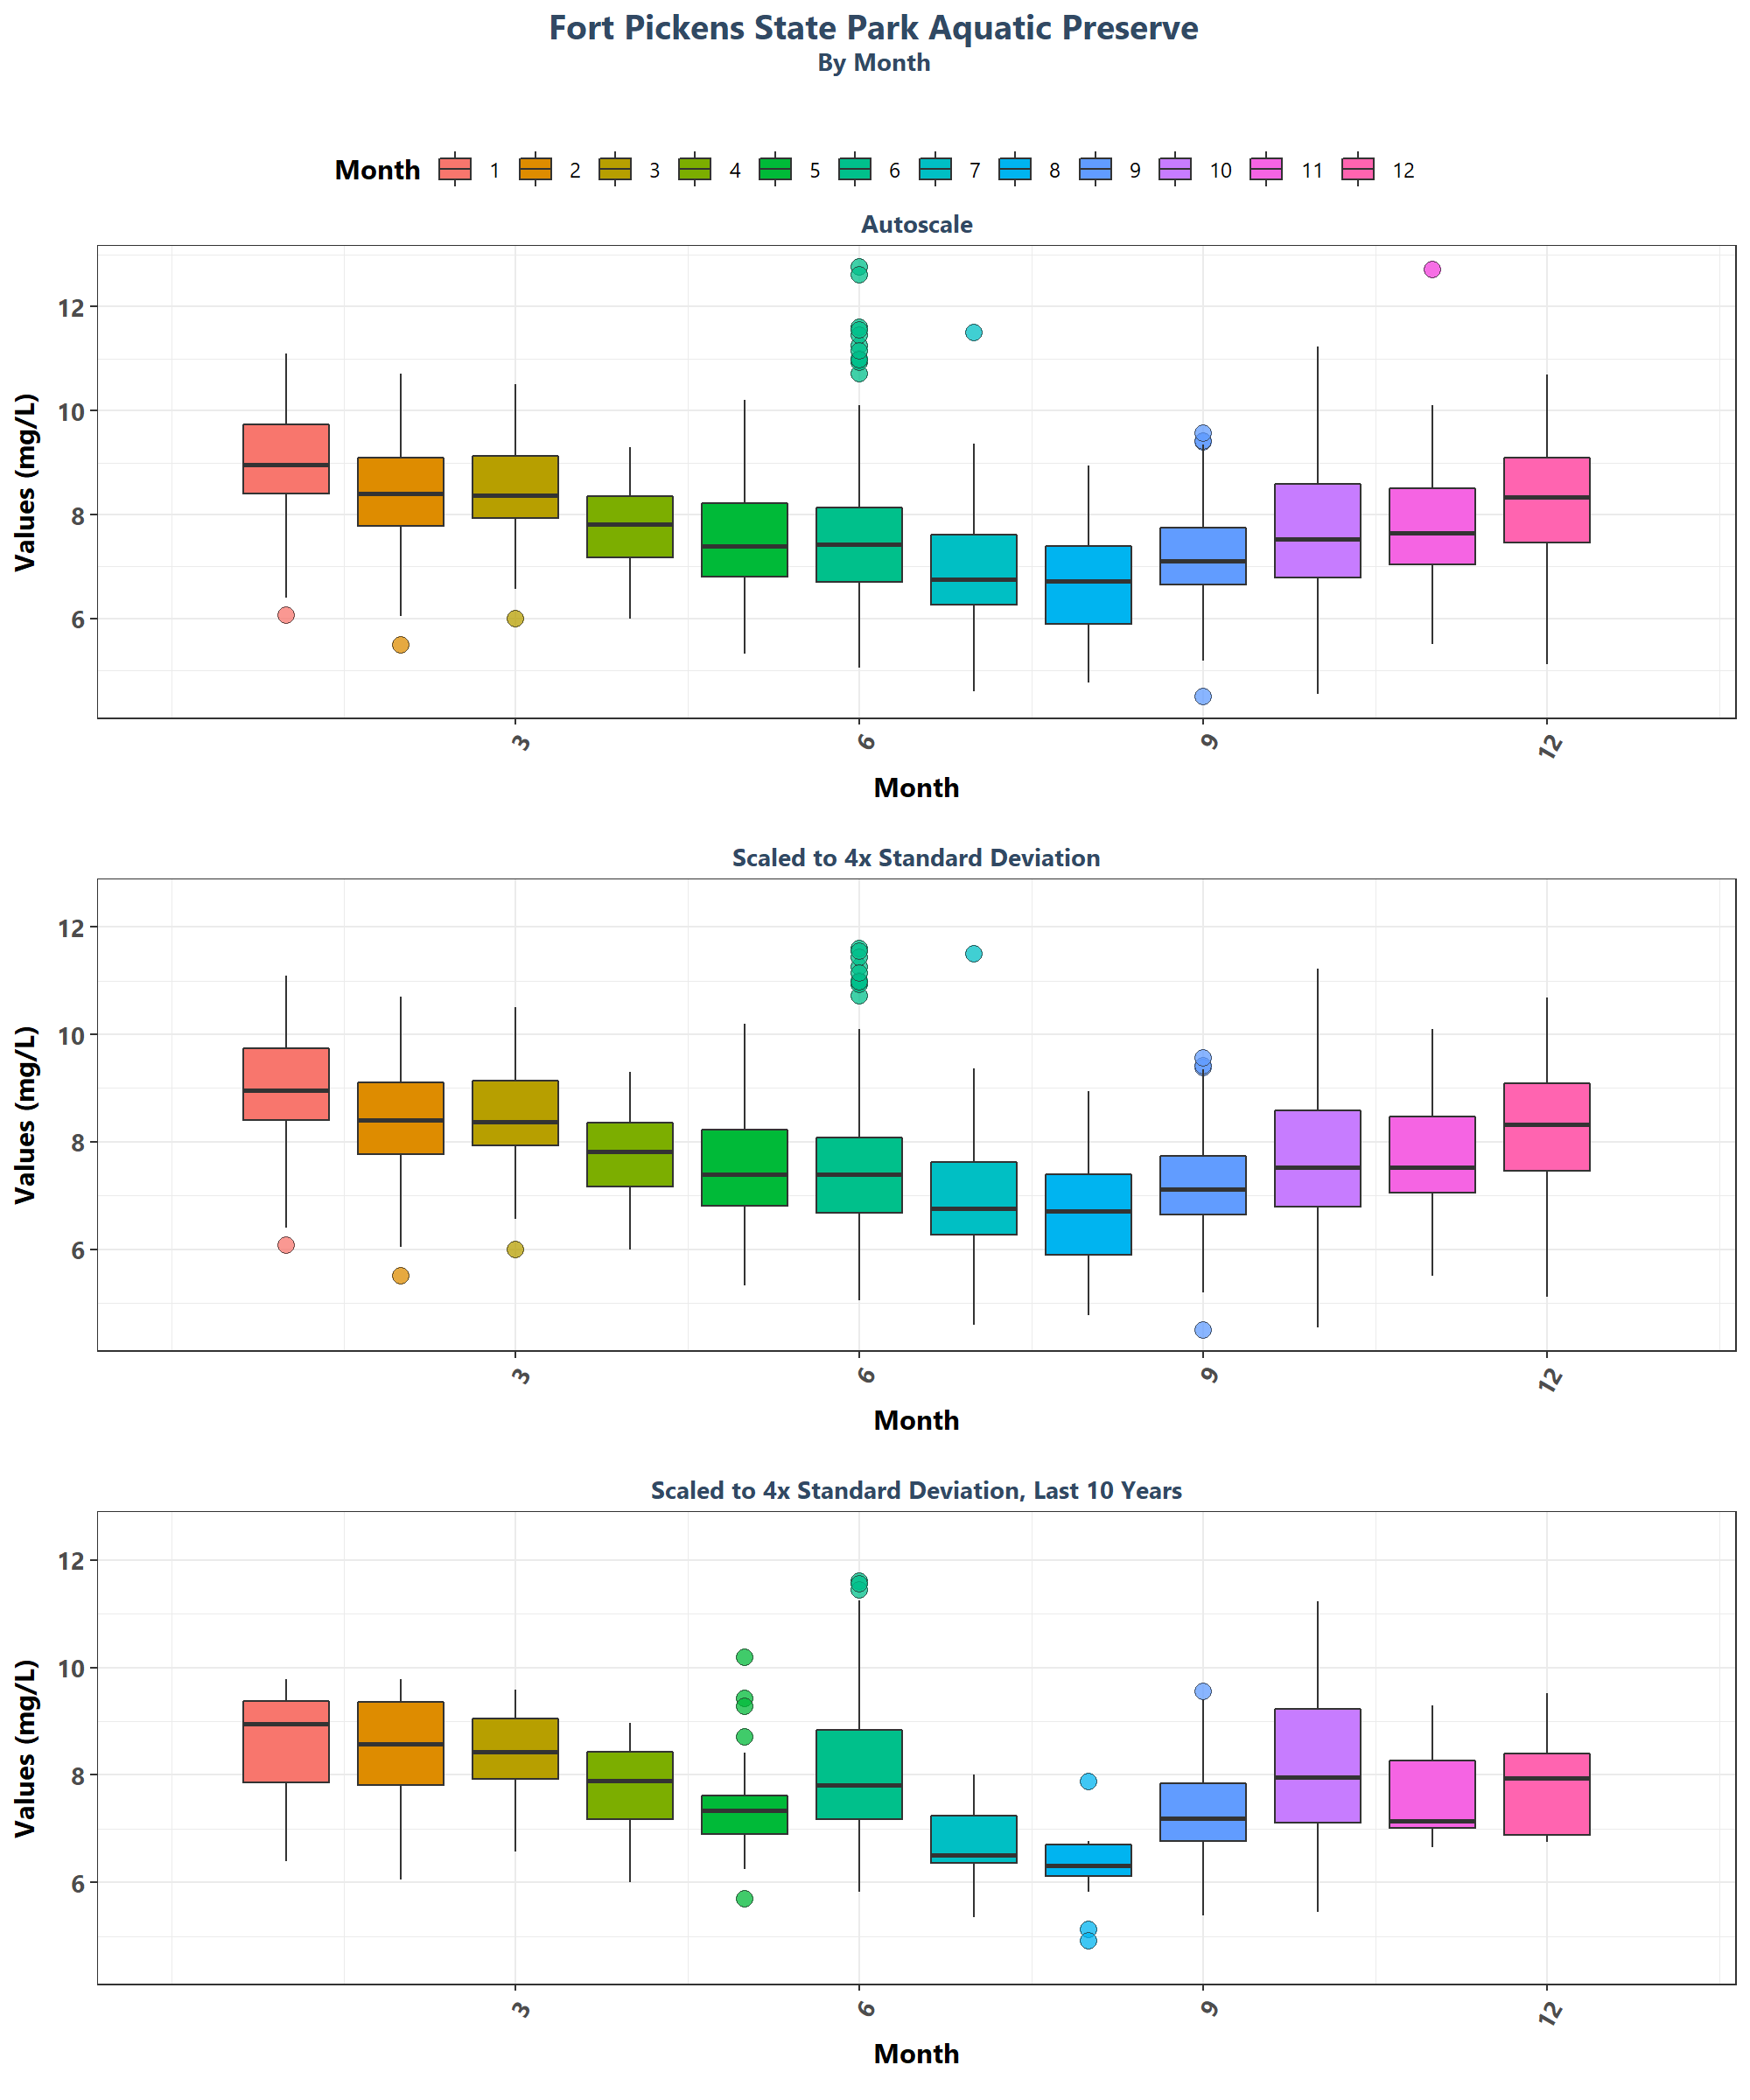 Fort Pickens State Park Aquatic Preserve
By Month
Month 1 2 3 4 5 6 7 8 9 10 11 12
Autoscale
Values (mg/L)
12
10
8
6
3 6 9 12
Month
Scaled to 4x Standard Deviation
Values (mg/L)
12
10
8
6
3 6 9 12
Month
Scaled to 4x Standard Deviation, Last 10 Years
Values (mg/L)
12
10
8
6
3 6 9 12
Month